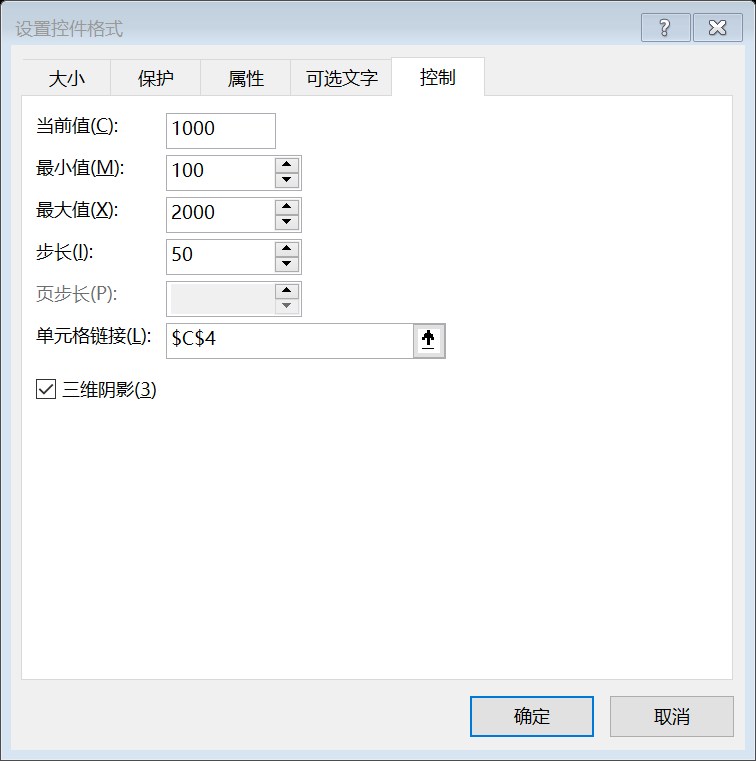 设置控件格式
大小 保护 属性 可选文字 控制
当前值(C): 1000
最小值(M): 100
最大值(X): 2000
步长(I): 50
页步长(P):
单元格链接(L): $C$4
三维阴影(3)
确定 取消